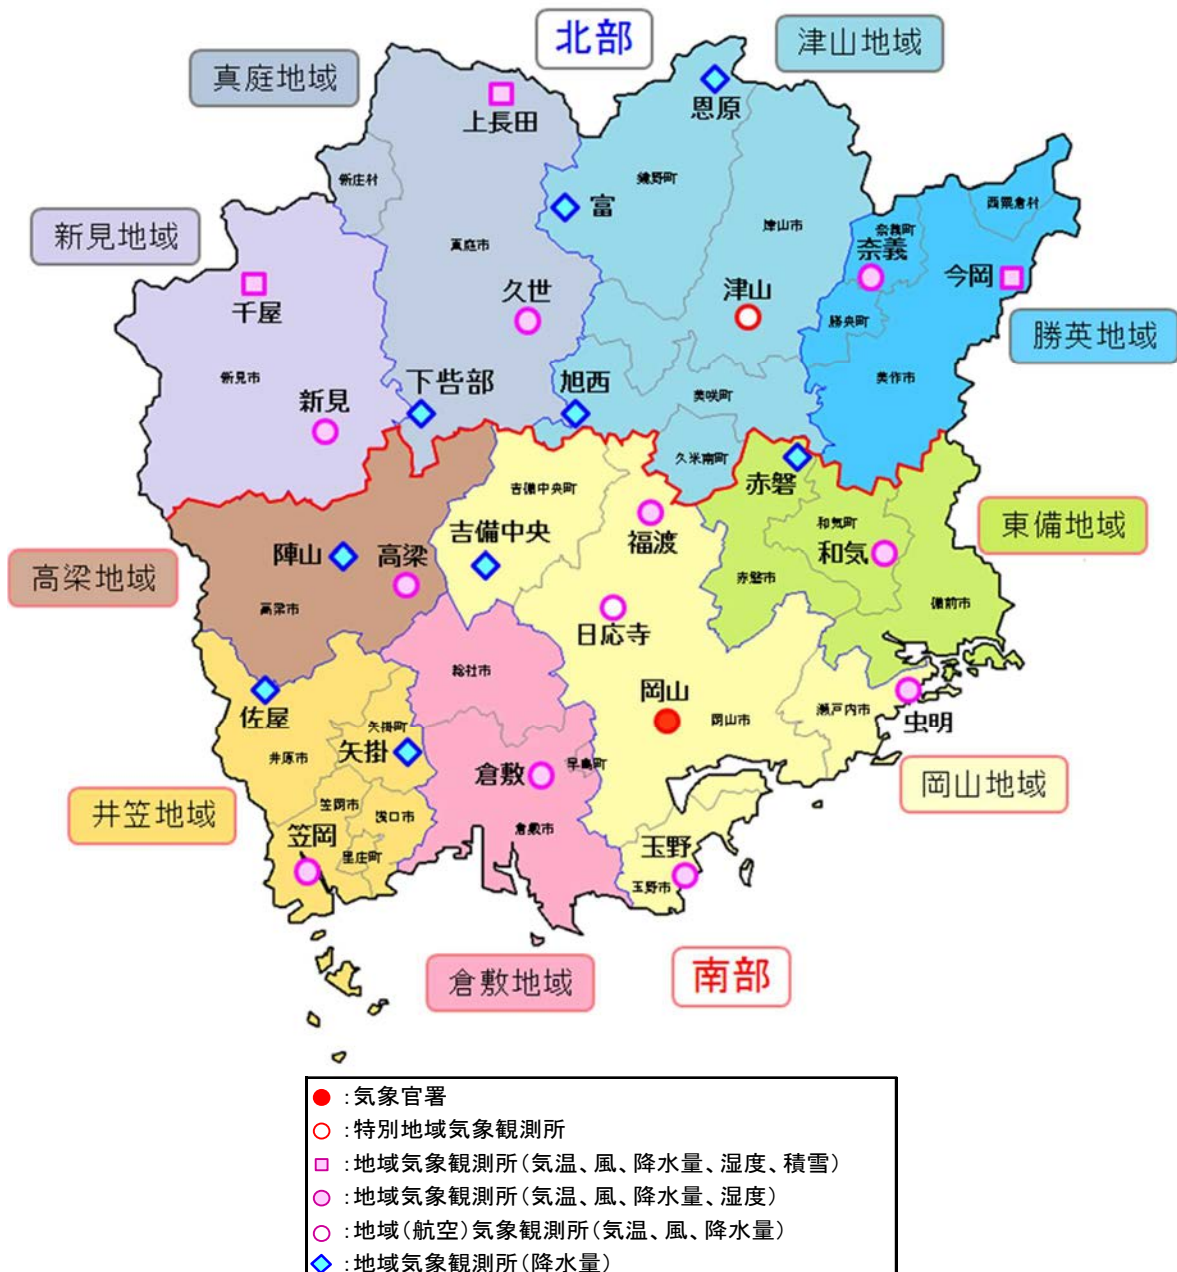 北部
津山地域
真庭地域
恩原
上長田
新庄村
鏡野町
富
西粟倉村
新見地域
真庭市
津山市
奈義町
奈義
今岡
千屋
久世
津山
勝央町
勝英地域
新見市
下呰部
旭西
美咲町
美作市
新見
久米南町
赤磐
吉備中央町
和気町
東備地域
陣山
高梁
吉備中央
福渡
和気
高梁地域
赤磐市
備前市
高梁市
日応寺
総社市
岡山
佐屋
矢掛町
岡山市
瀬戸内市
虫明
井原市
矢掛
倉敷
早島町
岡山地域
井笠地域
笠岡市
浅口市
笠岡
里庄町
倉敷市
玉野
玉野市
倉敷地域
南部
:気象官署
:特別地域気象観測所
:地域気象観測所(気温、風、降水量、湿度、積雪)
:地域気象観測所(気温、風、降水量、湿度)
:地域(航空)気象観測所(気温、風、降水量)
:地域気象観測所(降水量)